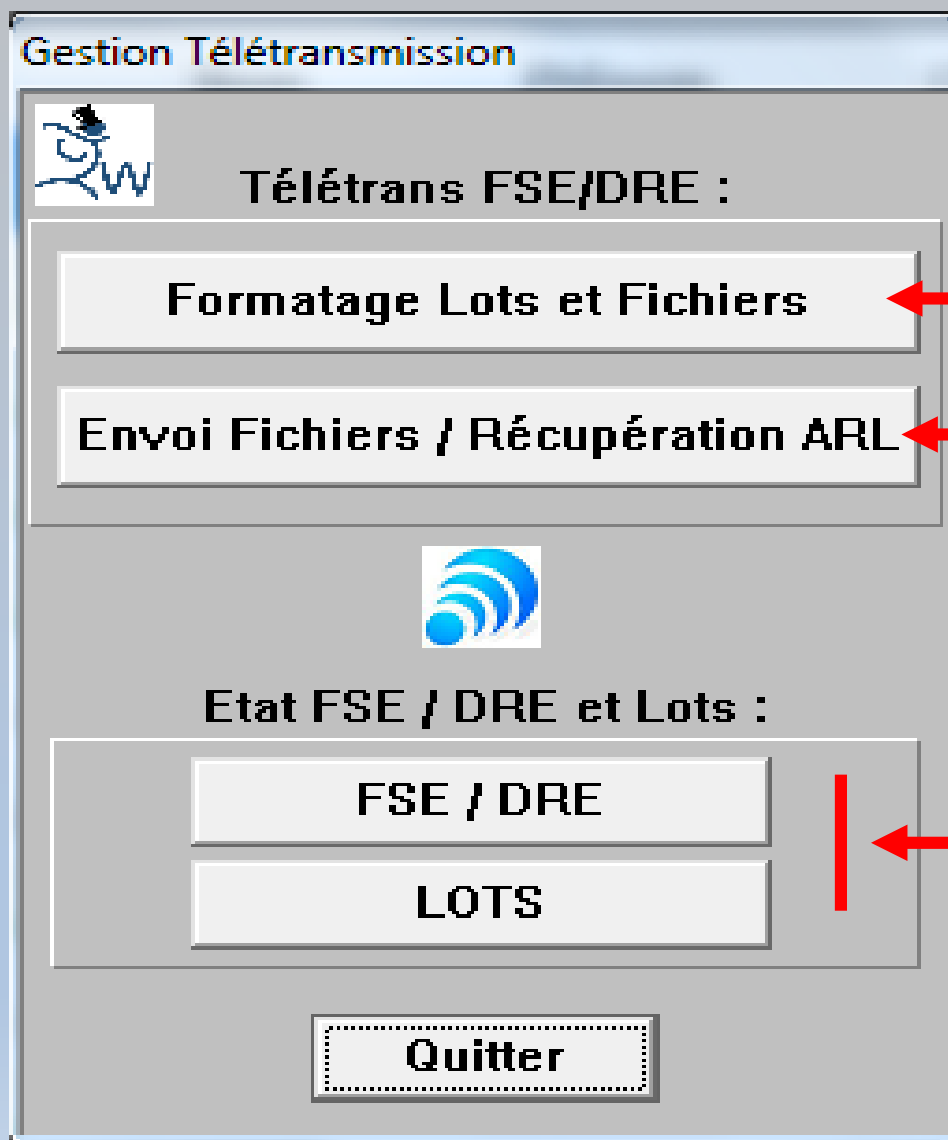 Gestion Télétransmission
Télétrans FSE/DRE :
Formatage Lots et Fichiers
Envoi Fichiers / Récupération ARL
Etat FSE / DRE et Lots :
FSE / DRE
LOTS
Quitter